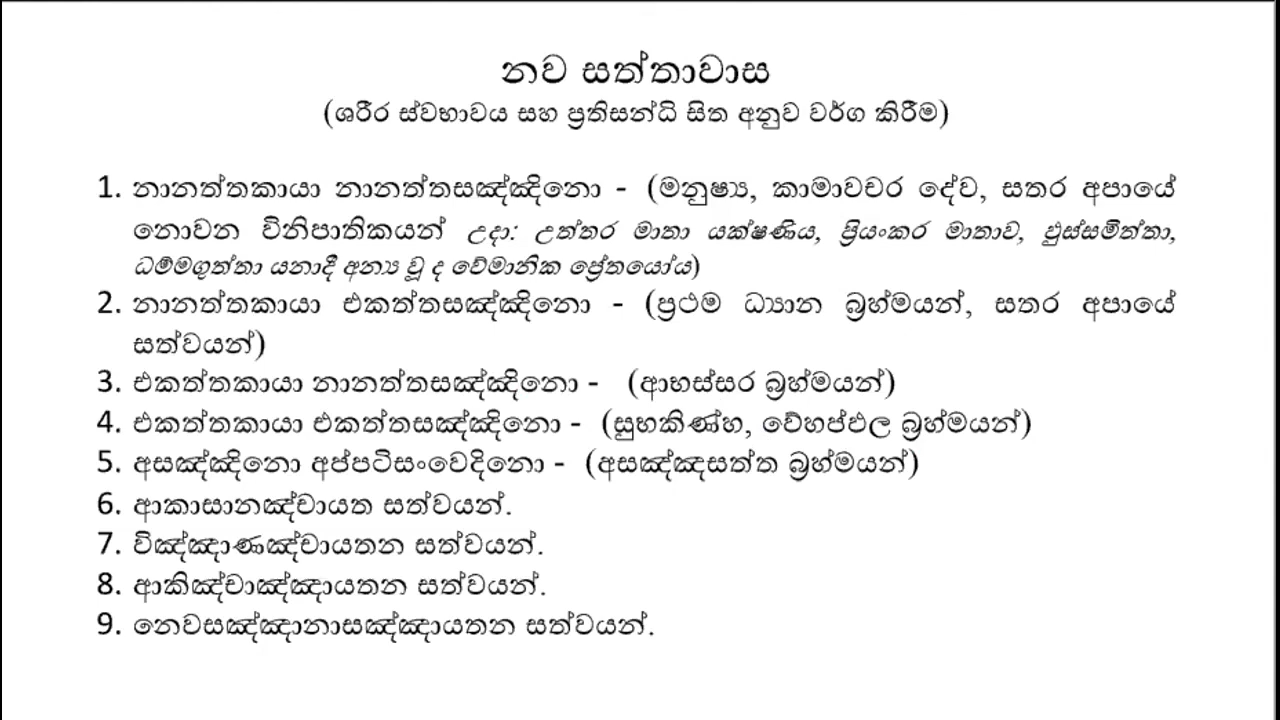 නව සත්තාවාස
(ශරීර ස්වභාවය සහ ප්‍රතිසන්ධි සිත අනුව වර්ග කිරීම)
1. නානත්තකායා නානත්තසඤ්ඤිනො - (මනුෂ්‍ය, කාමාවචර දේව, සතර අපායේ
නොවන විනිපාතිකයන් උදා: උත්තර මාතා යක්ෂණිය, ප්‍රියංකර මාතාව, ඵුස්සමිත්තා,
ධම්මගුත්තා යනාදී අන්‍ය වූ ද වේමානික ප්‍රේතයෝය)
2. නානත්තකායා එකත්තසඤ්ඤිනො - (ප්‍රථම ධ්‍යාන බ්‍රහ්මයන්, සතර අපායේ
සත්වයන්)
3. එකත්තකායා නානත්තසඤ්ඤිනො - (ආභස්සර බ්‍රහ්මයන්)
4. එකත්තකායා එකත්තසඤ්ඤිනො - (සුභකිණ්හ, වේහප්ඵල බ්‍රහ්මයන්)
5. අසඤ්ඤිනො අප්පටිසංවෙදිනො - (අසඤ්ඤසත්ත බ්‍රහ්මයන්)
6. ආකාසානඤ්චායත සත්වයන්.
7. විඤ්ඤාණඤ්චායතන සත්වයන්.
8. ආකිඤ්චාඤ්ඤායතන සත්වයන්.
9. නෙවසඤ්ඤානාසඤ්ඤායතන සත්වයන්.